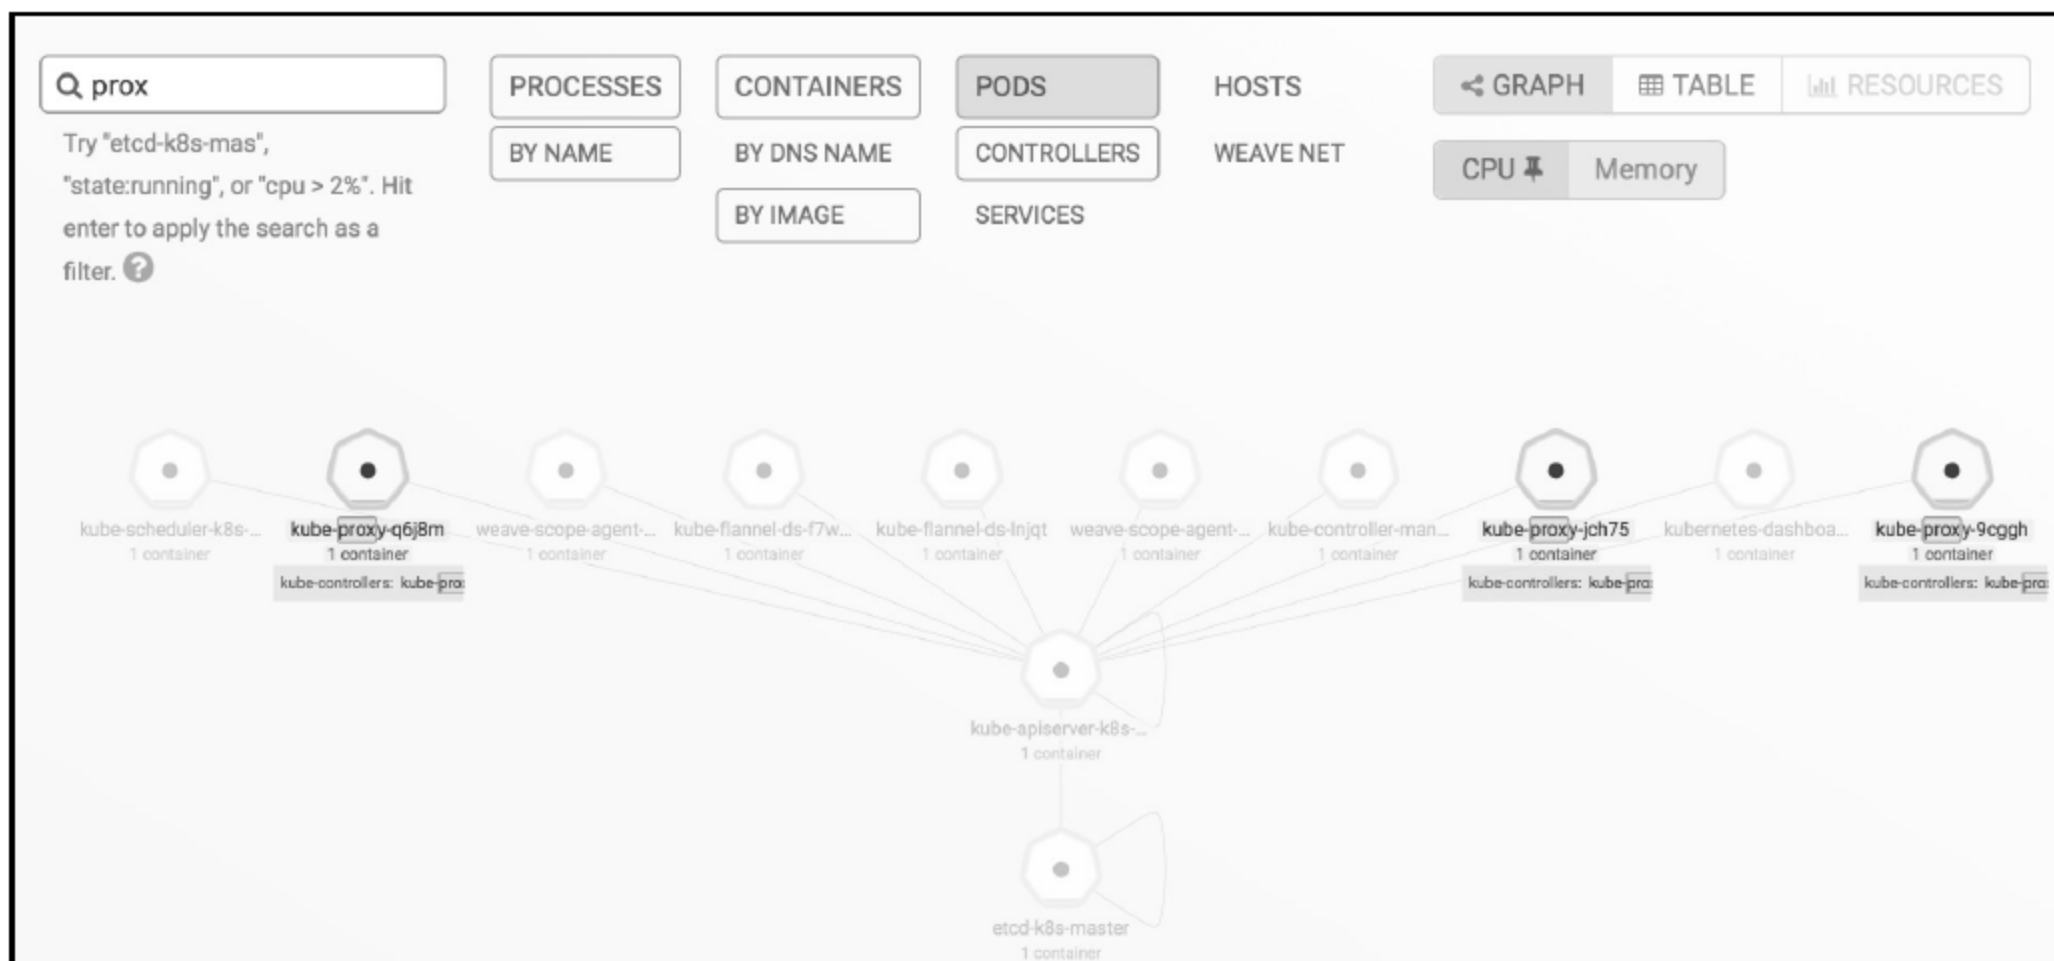 prox
Try "etcd-k8s-mas",
"state:running", or "cpu > 2%". Hit
enter to apply the search as a
filter. ?
PROCESSES CONTAINERS PODS HOSTS
BY NAME BY DNS NAME CONTROLLERS WEAVE NET
BY IMAGE SERVICES
GRAPH TABLE RESOURCES
CPU Memory
kube-scheduler-k8s-... kube-proxy-q6j8m weave-scope-agent-... kube-flannel-ds-f7w... kube-flannel-ds-lnjqt weave-scope-agent-... kube-controller-man... kube-proxy-jch75 kubernetes-dashboa... kube-proxy-9cggh
1 container 1 container 1 container 1 container 1 container 1 container 1 container 1 container 1 container 1 container
kube-controllers: kube-prox kube-controllers: kube-prox kube-controllers: kube-prox
kube-apiserver-k8s-...
1 container
etcd-k8s-master
1 container